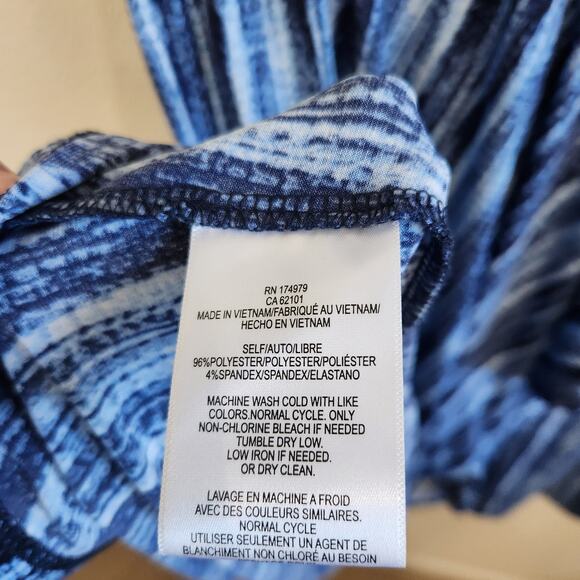 RN 174979
CA 62101
MADE IN VIETNAM/FABRIQUÉ AU VIETNAM/
HECHO EN VIETNAM
SELF/AUTO/LIBRE
96%POLYESTER/POLYESTER/POLIÉSTER
4%SPANDEX/SPANDEX/ELASTANO
MACHINE WASH COLD WITH LIKE
COLORS.NORMAL CYCLE. ONLY
NON-CHLORINE BLEACH IF NEEDED
TUMBLE DRY LOW.
LOW IRON IF NEEDED.
OR DRY CLEAN.
LAVAGE EN MACHINE A FROID
AVEC DES COULEURS SIMILAIRES.
NORMAL CYCLE
UTILISER SEULEMENT UN AGENT DE
BLANCHIMENT NON CHLORÉ AU BESOIN